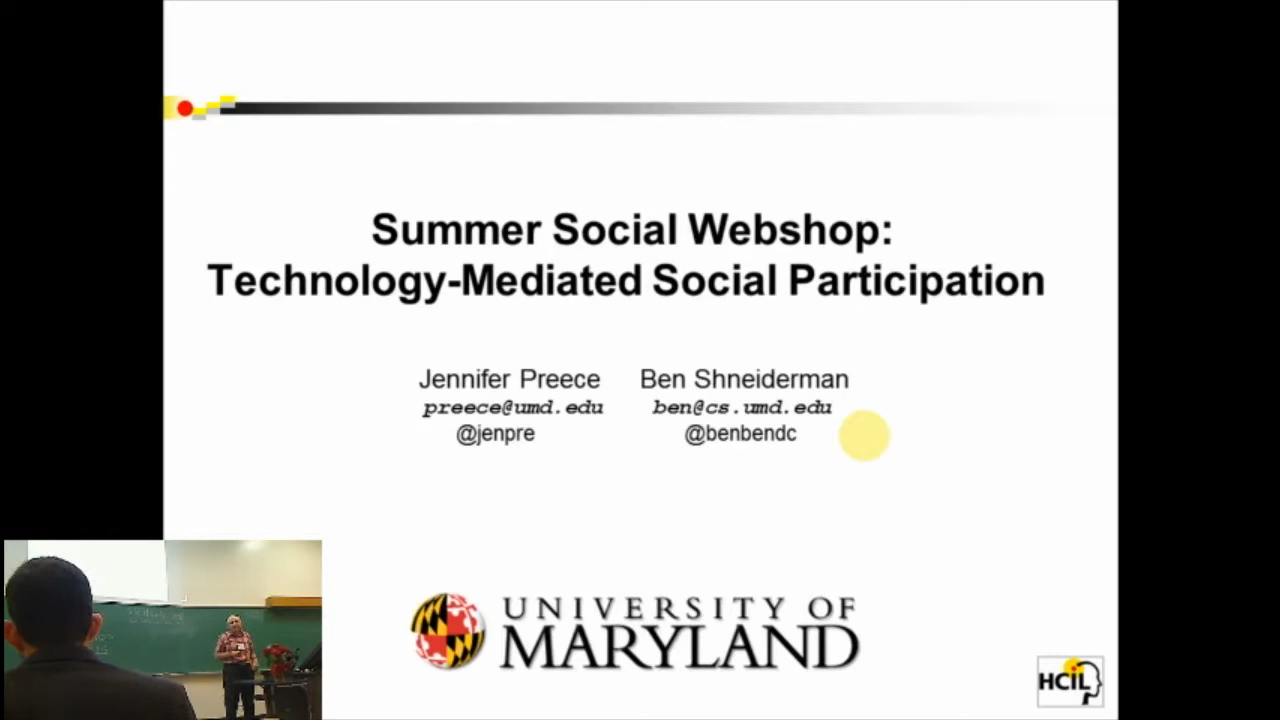 Summer Social Webshop:
Technology-Mediated Social Participation
Jennifer Preece Ben Shneiderman
preece@umd.edu ben@cs.umd.edu
@jenpre @benbendc
UNIVERSITY OF
MARYLAND
HCIL